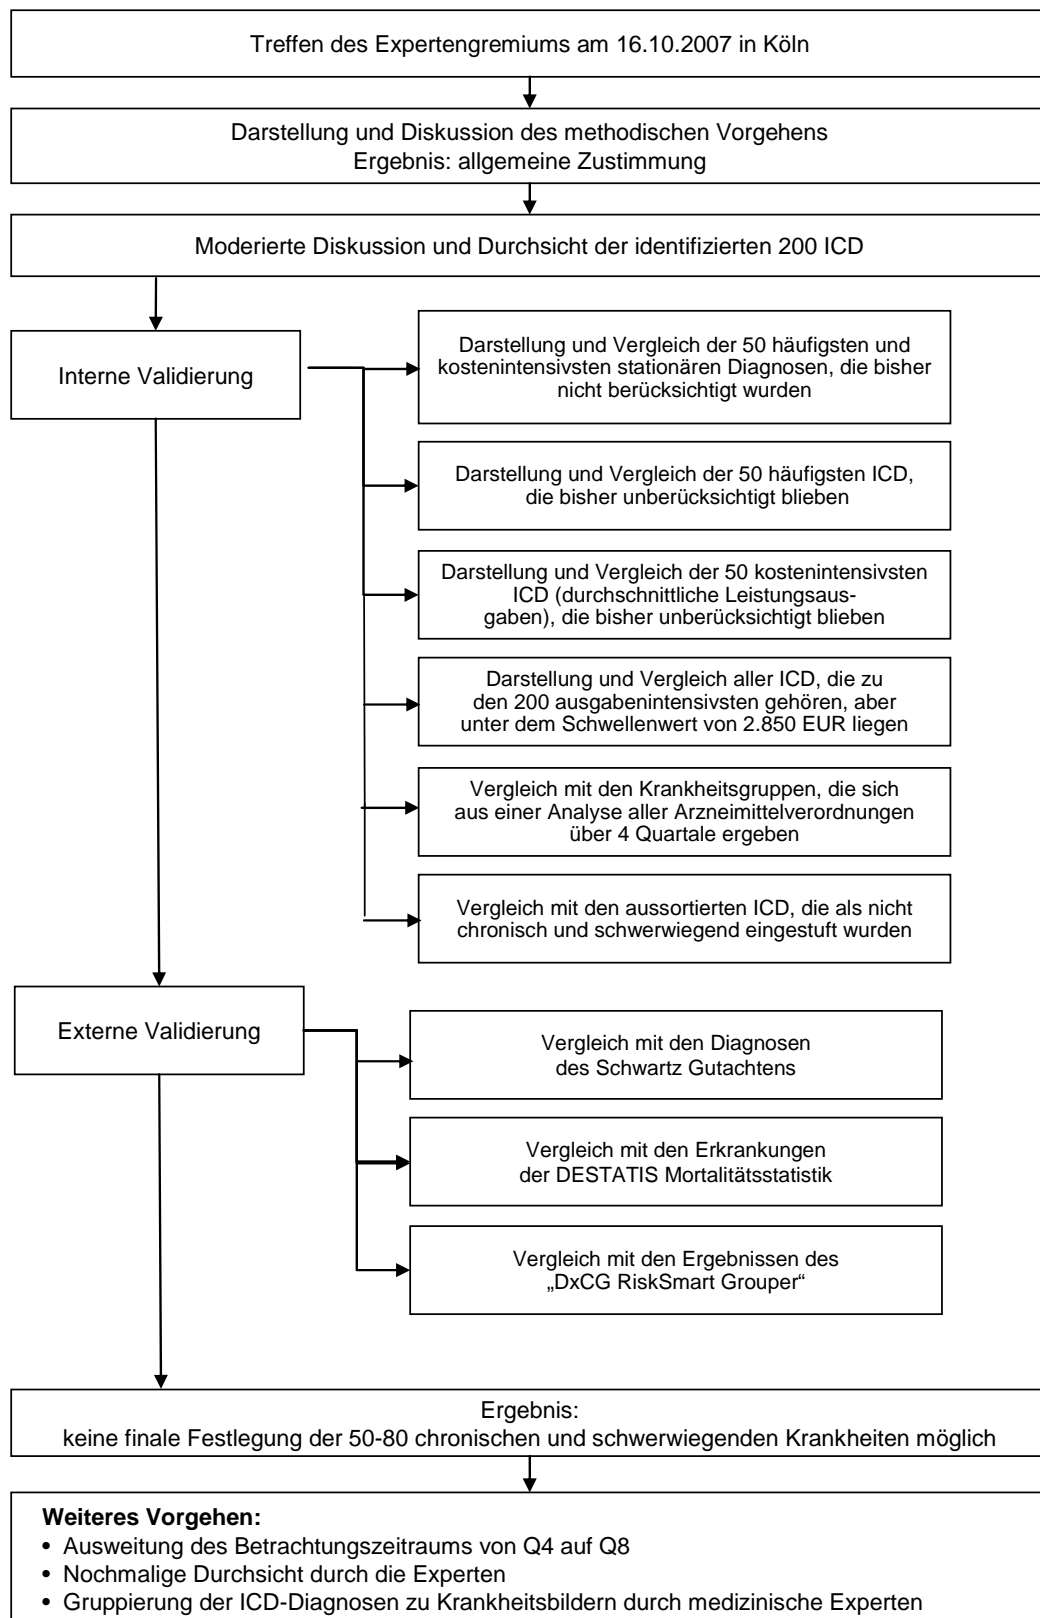 Treffen des Expertengremiums am 16.10.2007 in Köln
Darstellung und Diskussion des methodischen Vorgehens
Ergebnis: allgemeine Zustimmung
Moderierte Diskussion und Durchsicht der identifizierten 200 ICD
Interne Validierung
Darstellung und Vergleich der 50 häufigsten und
kostenintensivsten stationären Diagnosen, die bisher
nicht berücksichtigt wurden
Darstellung und Vergleich der 50 häufigsten ICD,
die bisher unberücksichtigt blieben
Darstellung und Vergleich der 50 kostenintensivsten
ICD (durchschnittliche Leistungsaus-
gaben), die bisher unberücksichtigt blieben
Darstellung und Vergleich aller ICD, die zu
den 200 ausgabenintensivsten gehören, aber
unter dem Schwellenwert von 2.850 EUR liegen
Vergleich mit den Krankheitsgruppen, die sich
aus einer Analyse aller Arzneimittelverordnungen
über 4 Quartale ergeben
Vergleich mit den aussortierten ICD, die als nicht
chronisch und schwerwiegend eingestuft wurden
Externe Validierung
Vergleich mit den Diagnosen
des Schwartz Gutachtens
Vergleich mit den Erkrankungen
der DESTATIS Mortalitätsstatistik
Vergleich mit den Ergebnissen des
„DxCG RiskSmart Grouper“
Ergebnis:
keine finale Festlegung der 50-80 chronischen und schwerwiegenden Krankheiten möglich
Weiteres Vorgehen:
• Ausweitung des Betrachtungszeitraums von Q4 auf Q8
• Nochmalige Durchsicht durch die Experten
• Gruppierung der ICD-Diagnosen zu Krankheitsbildern durch medizinische Experten